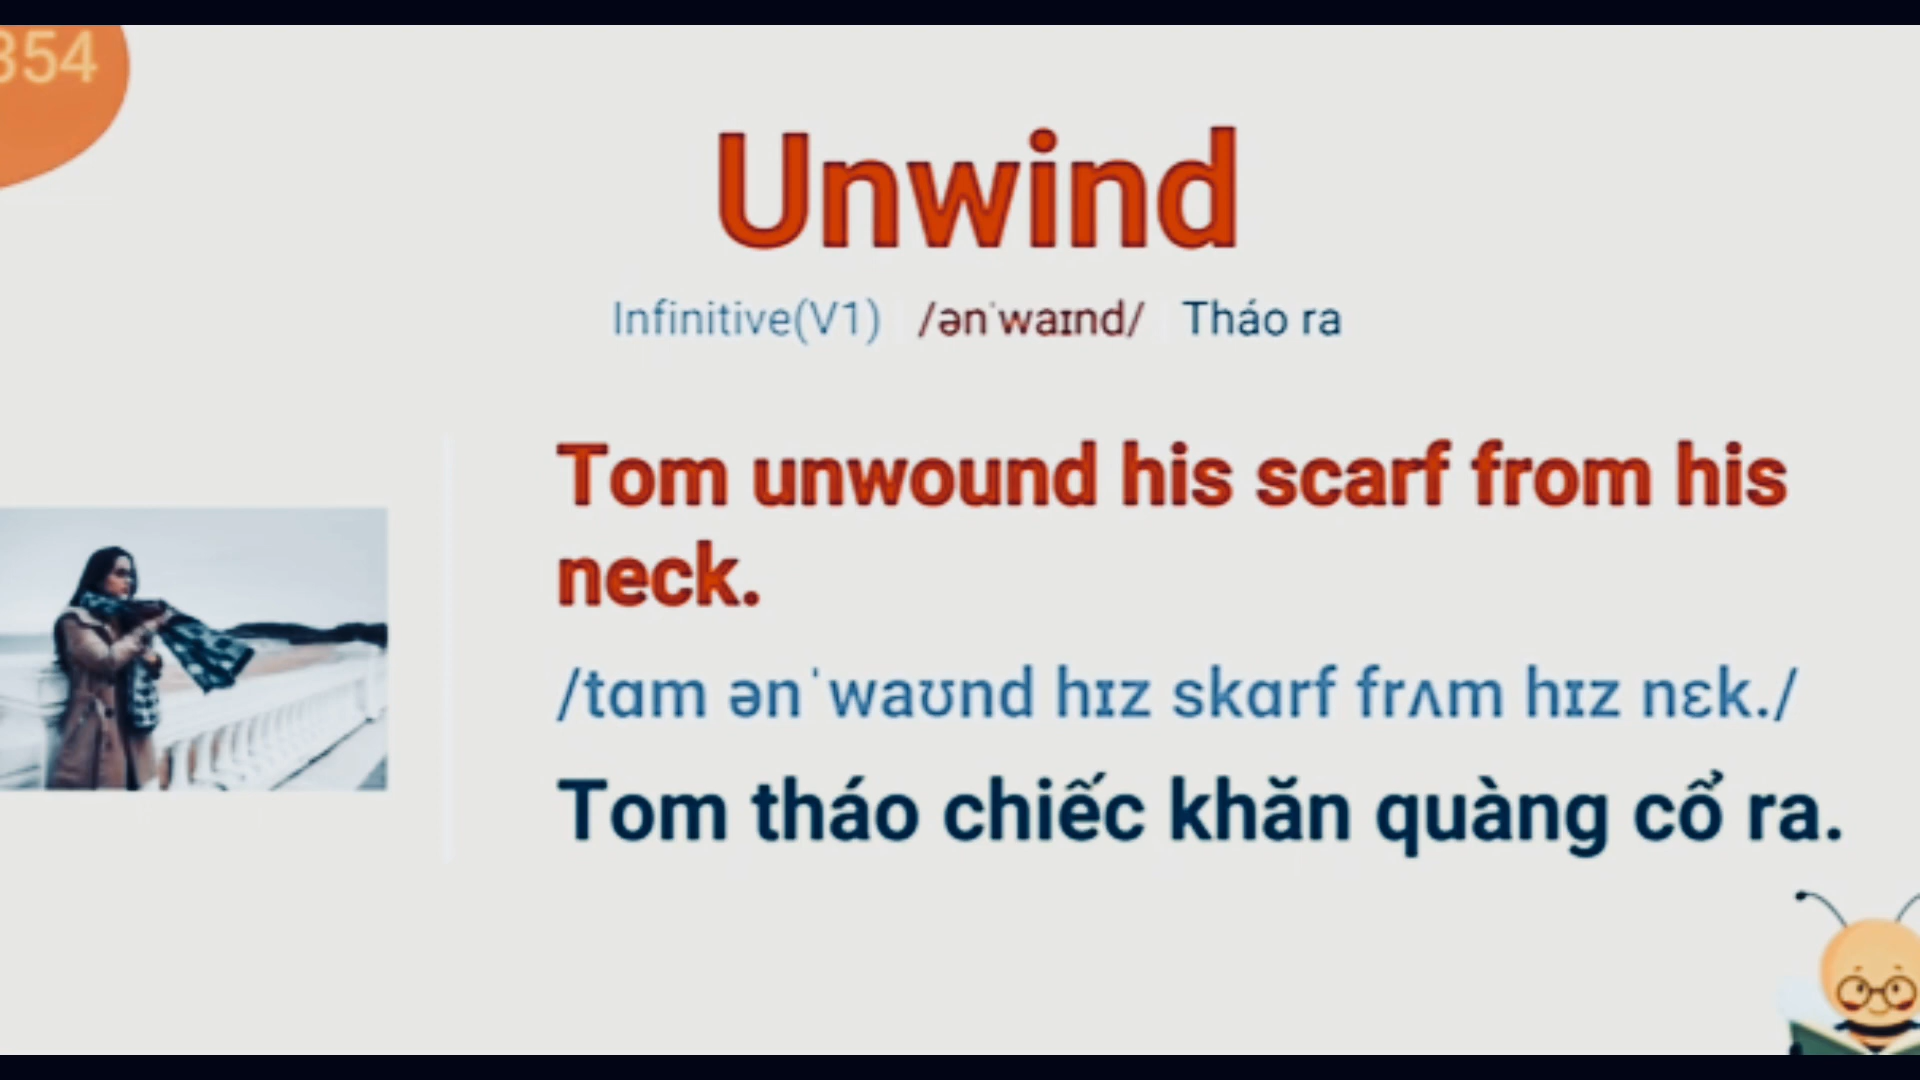 354
Unwind
Infinitive(V1) /ənˈwaɪnd/ Tháo ra
Tom unwound his scarf from his
neck.
/tɑm ənˈwaʊnd hɪz skɑrf frʌm hɪz nɛk./
Tom tháo chiếc khăn quàng cổ ra.